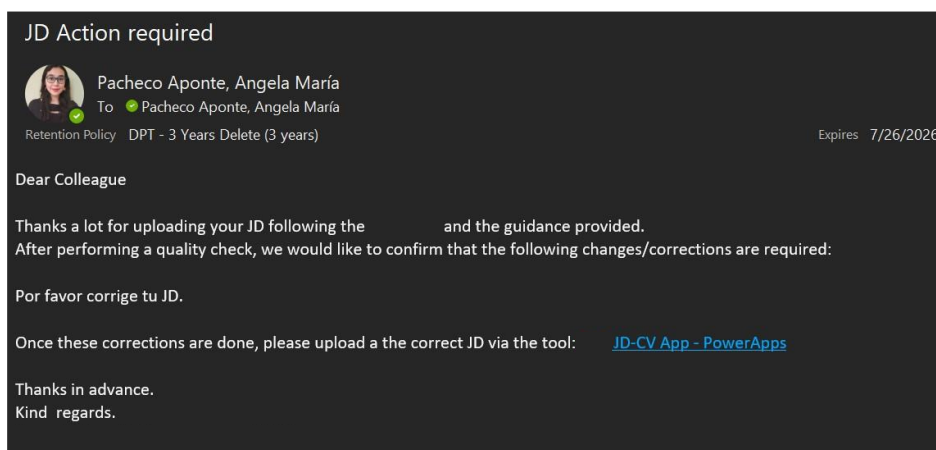 JD Action required
Pacheco Aponte, Angela María
To Pacheco Aponte, Angela María
Retention Policy DPT - 3 Years Delete (3 years) Expires 7/26/2026
Dear Colleague
Thanks a lot for uploading your JD following the and the guidance provided.
After performing a quality check, we would like to confirm that the following changes/corrections are required:
Por favor corrige tu JD.
Once these corrections are done, please upload a the correct JD via the tool: JD-CV App - PowerApps
Thanks in advance.
Kind regards.